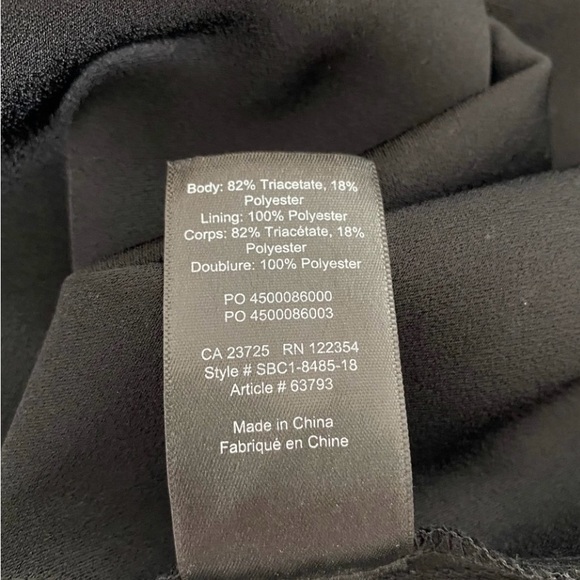 Body: 82% Triacetate, 18%
Polyester
Lining: 100% Polyester
Corps: 82% Triacétate, 18%
Polyester
Doublure: 100% Polyester
PO 4500086000
PO 4500086003
CA 23725 RN 122354
Style # SBC1-8485-18
Article # 63793
Made in China
Fabriqué en Chine